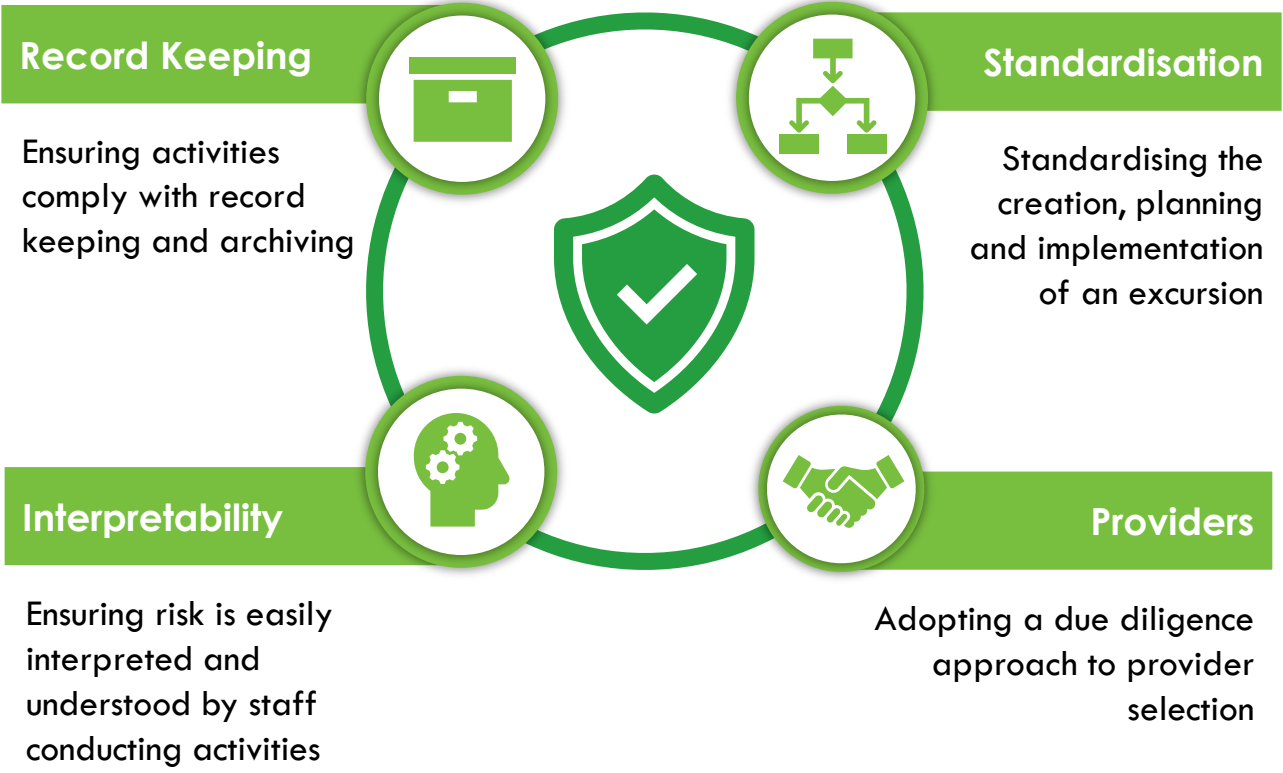 Record Keeping
Ensuring activities
comply with record
keeping and archiving
Standardisation
Standardising the
creation, planning
and implementation
of an excursion
Interpretability
Ensuring risk is easily
interpreted and
understood by staff
conducting activities
Providers
Adopting a due diligence
approach to provider
selection